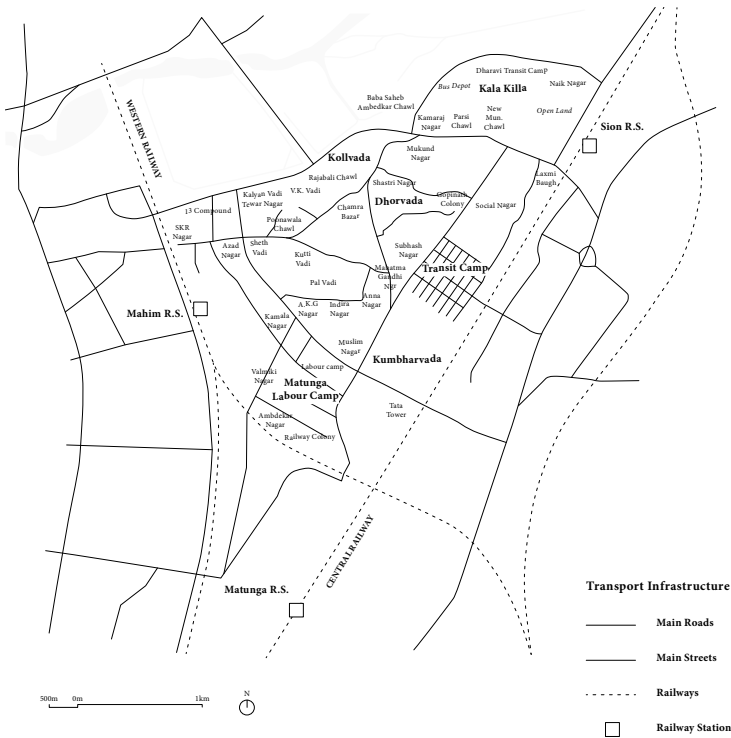 Dharavi Transit Camp
Bus Depot
Kala Killa
Naik Nagar
Baba Saheb
Ambedkar Chawl
Open Land
New
Mun.
Chawl
Kamaraj
Nagar
Parsi
Chawl
Sion R.S.
WESTERN RAILWAY
Kollvada
Mukund
Nagar
Rajabali Chawl
Shastri Nagar
Laxmi
Baugh
Kalyan Vadi
Tewar Nagar
V.K. Vadi
Dhorvada
Gopinath
Colony
Social Nagar
13 Compound
Chamra
Bazar
Poonawala
Chawl
SKR
Nagar
Azad
Nagar
Sheth
Vadi
Kutti
Vadi
Subhash
Nagar
Transit Camp
Mahatma
Gandhi
Ngr
Pal Vadi
Anna
Nagar
A.K.G
Nagar
Indira
Nagar
Mahim R.S.
Kamala
Nagar
Muslim
Nagar
Kumbharvada
Labour camp
Valmiki
Nagar
Matunga
Labour Camp
Tata
Tower
Ambdekar
Nagar
Railway Colony
CENTRAL RAILWAY
Matunga R.S.
Transport Infrastructure
Main Roads
Main Streets
Railways
Railway Station
500m 0m 1km
N